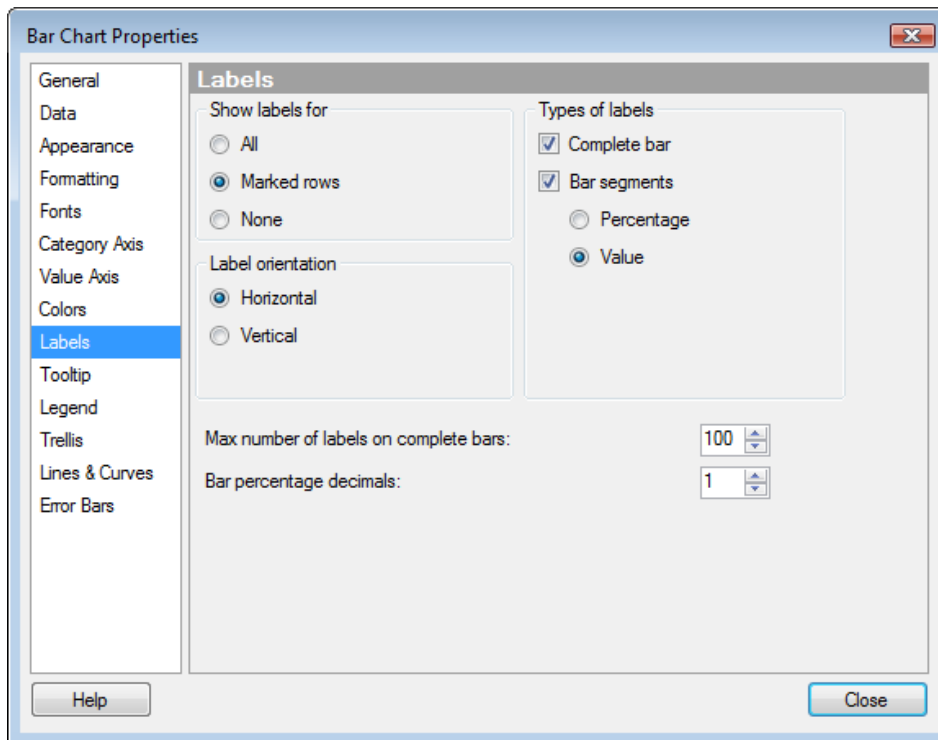 Bar Chart Properties
General
Data
Appearance
Formatting
Fonts
Category Axis
Value Axis
Colors
Labels
Tooltip
Legend
Trellis
Lines & Curves
Error Bars
Labels
Show labels for
All
Marked rows
None
Label orientation
Horizontal
Vertical
Types of labels
Complete bar
Bar segments
Percentage
Value
Max number of labels on complete bars: 100
Bar percentage decimals: 1
Help
Close